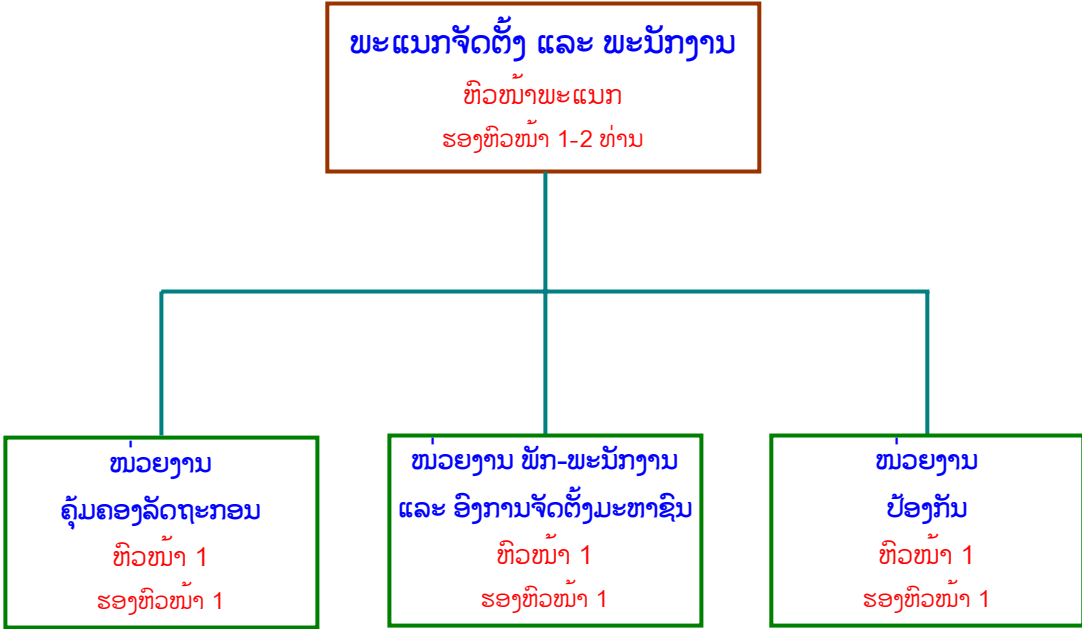 ພະແນກຈັດຕັ້ງ ແລະ ພະນັກງານ
ຫົວໜ້າພະແນກ
ຮອງຫົວໜ້າ 1-2 ທ່ານ
ໜ່ວຍງານ
ຄຸ້ມຄອງລັດຖະກອນ
ຫົວໜ້າ 1
ຮອງຫົວໜ້າ 1
ໜ່ວຍງານ ພັກ-ພະນັກງານ
ແລະ ອົງການຈັດຕັ້ງມະຫາຊົນ
ຫົວໜ້າ 1
ຮອງຫົວໜ້າ 1
ໜ່ວຍງານ
ປ້ອງກັນ
ຫົວໜ້າ 1
ຮອງຫົວໜ້າ 1